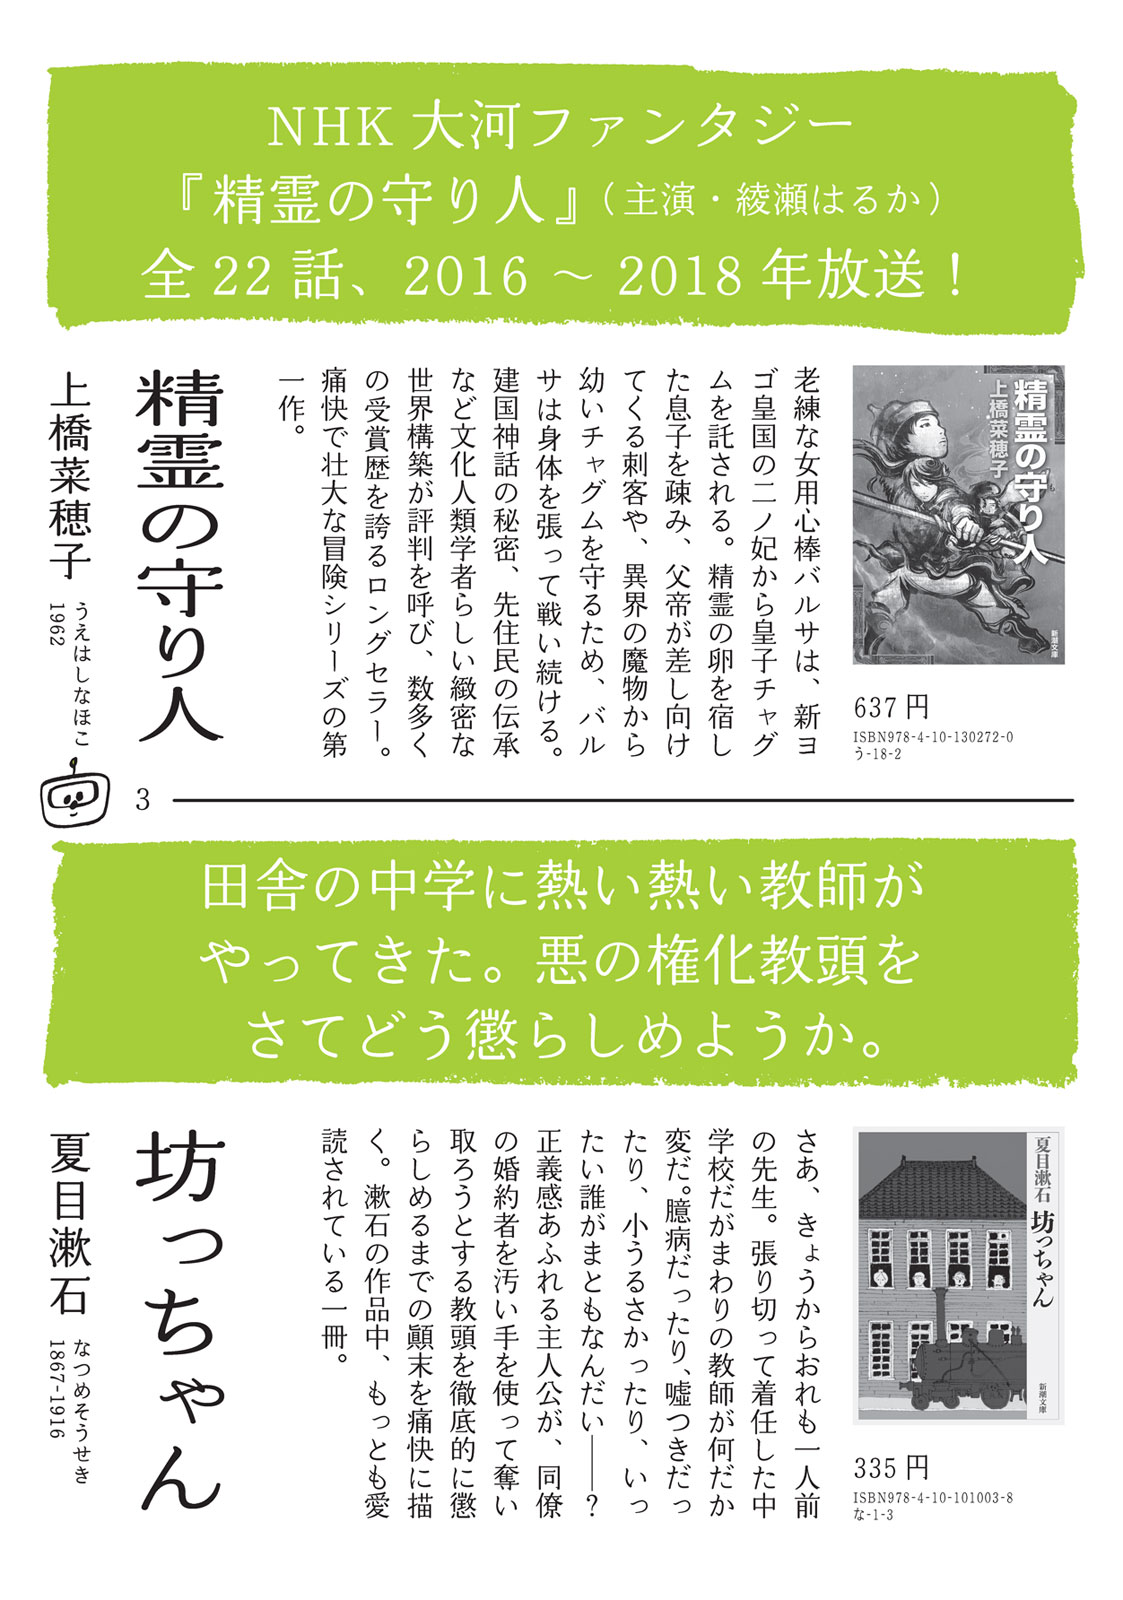 NHK 大河ファンタジー
『精霊の守り人』(主演・綾瀬はるか)
全 22 話、2016 ～ 2018 年放送！
精霊の守り人
上橋菜穂子
新潮文庫
637 円
ISBN978-4-10-130272-0
う-18-2
老練な女用心棒バルサは、新ヨ
ゴ皇国の二ノ妃から皇子チャグ
ムを託される。精霊の卵を宿し
た息子を疎み、父帝が差し向け
てくる刺客や、異界の魔物から
幼いチャグムを守るため、バル
サは身体を張って戦い続ける。
建国神話の秘密、先住民の伝承
など文化人類学者らしい緻密な
世界構築が評判を呼び、数多く
の受賞歴を誇るロングセラー。
痛快で壮大な冒険シリーズの第
一作。
精霊の守り人
上橋菜穂子
うえはしなほこ
1962
3
田舎の中学に熱い熱い教師が
やってきた。悪の権化教頭を
さてどう懲らしめようか。
夏目漱石
坊っちゃん
新潮文庫
335 円
ISBN978-4-10-101003-8
な-1-3
さあ、きょうからおれも一人前
の先生。張り切って着任した中
学校だがまわりの教師が何だか
変だ。臆病だったり、嘘つきだっ
たり、小うるさかったり、いっ
たい誰がまともなんだい――?
正義感あふれる主人公が、同僚
の婚約者を汚い手を使って奪い
取ろうとする教頭を徹底的に懲
らしめるまでの顚末を痛快に描
く。漱石の作品中、もっとも愛
読されている一冊。
坊っちゃん
夏目漱石
なつめそうせき
1867-1916